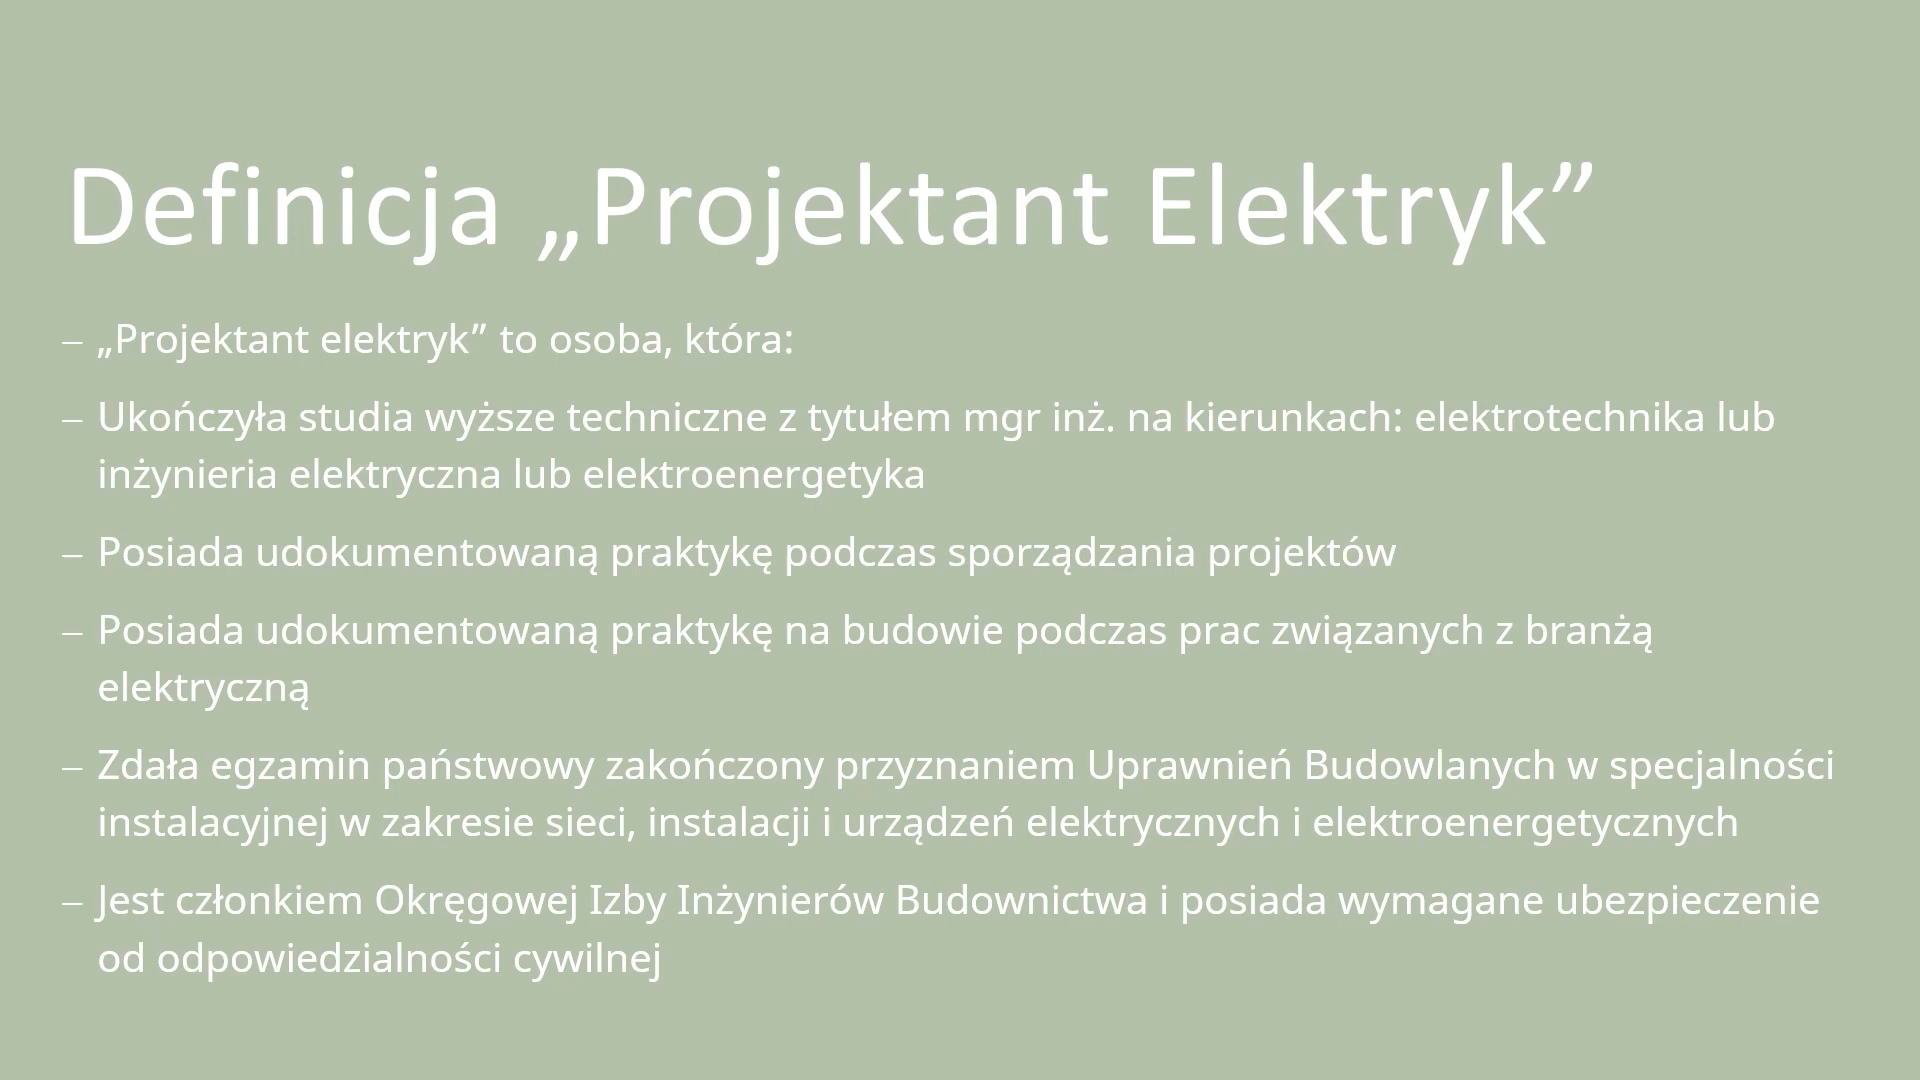 Definicja „Projektant Elektryk”
– „Projektant elektryk” to osoba, która:
– Ukończyła studia wyższe techniczne z tytułem mgr inż. na kierunkach: elektrotechnika lub
inżynieria elektryczna lub elektroenergetyka
– Posiada udokumentowaną praktykę podczas sporządzania projektów
– Posiada udokumentowaną praktykę na budowie podczas prac związanych z branżą
elektryczną
– Zdała egzamin państwowy zakończony przyznaniem Uprawnień Budowlanych w specjalności
instalacyjnej w zakresie sieci, instalacji i urządzeń elektrycznych i elektroenergetycznych
– Jest członkiem Okręgowej Izby Inżynierów Budownictwa i posiada wymagane ubezpieczenie
od odpowiedzialności cywilnej